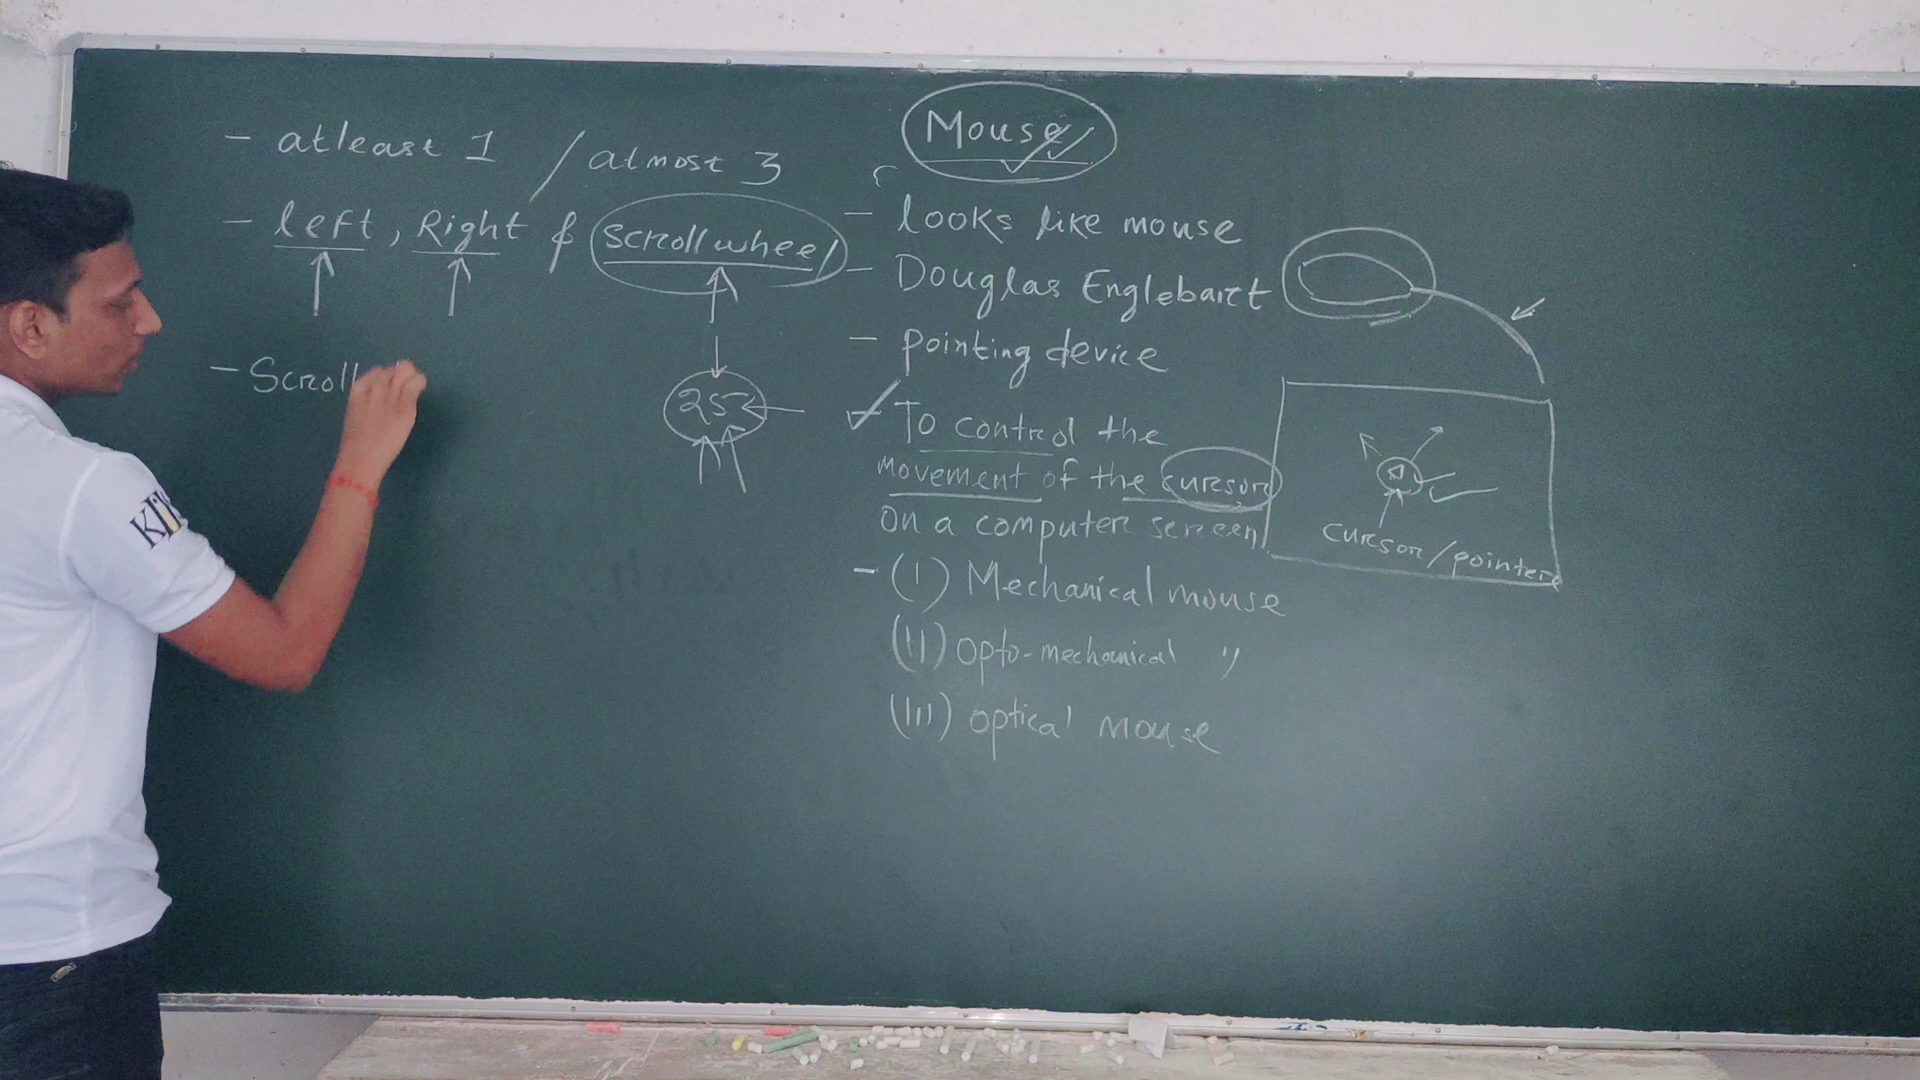 Mouse
- looks like mouse
- Douglas Englebart
- pointing device
- To control the
movement of the cursor
on a computer screen
- (I) Mechanical mouse
(II) Opto-mechanical "
(III) Optical mouse
cursor/pointer
- atleast 1 / atmost 3
- left, Right & Scroll wheel
25
- Scroll